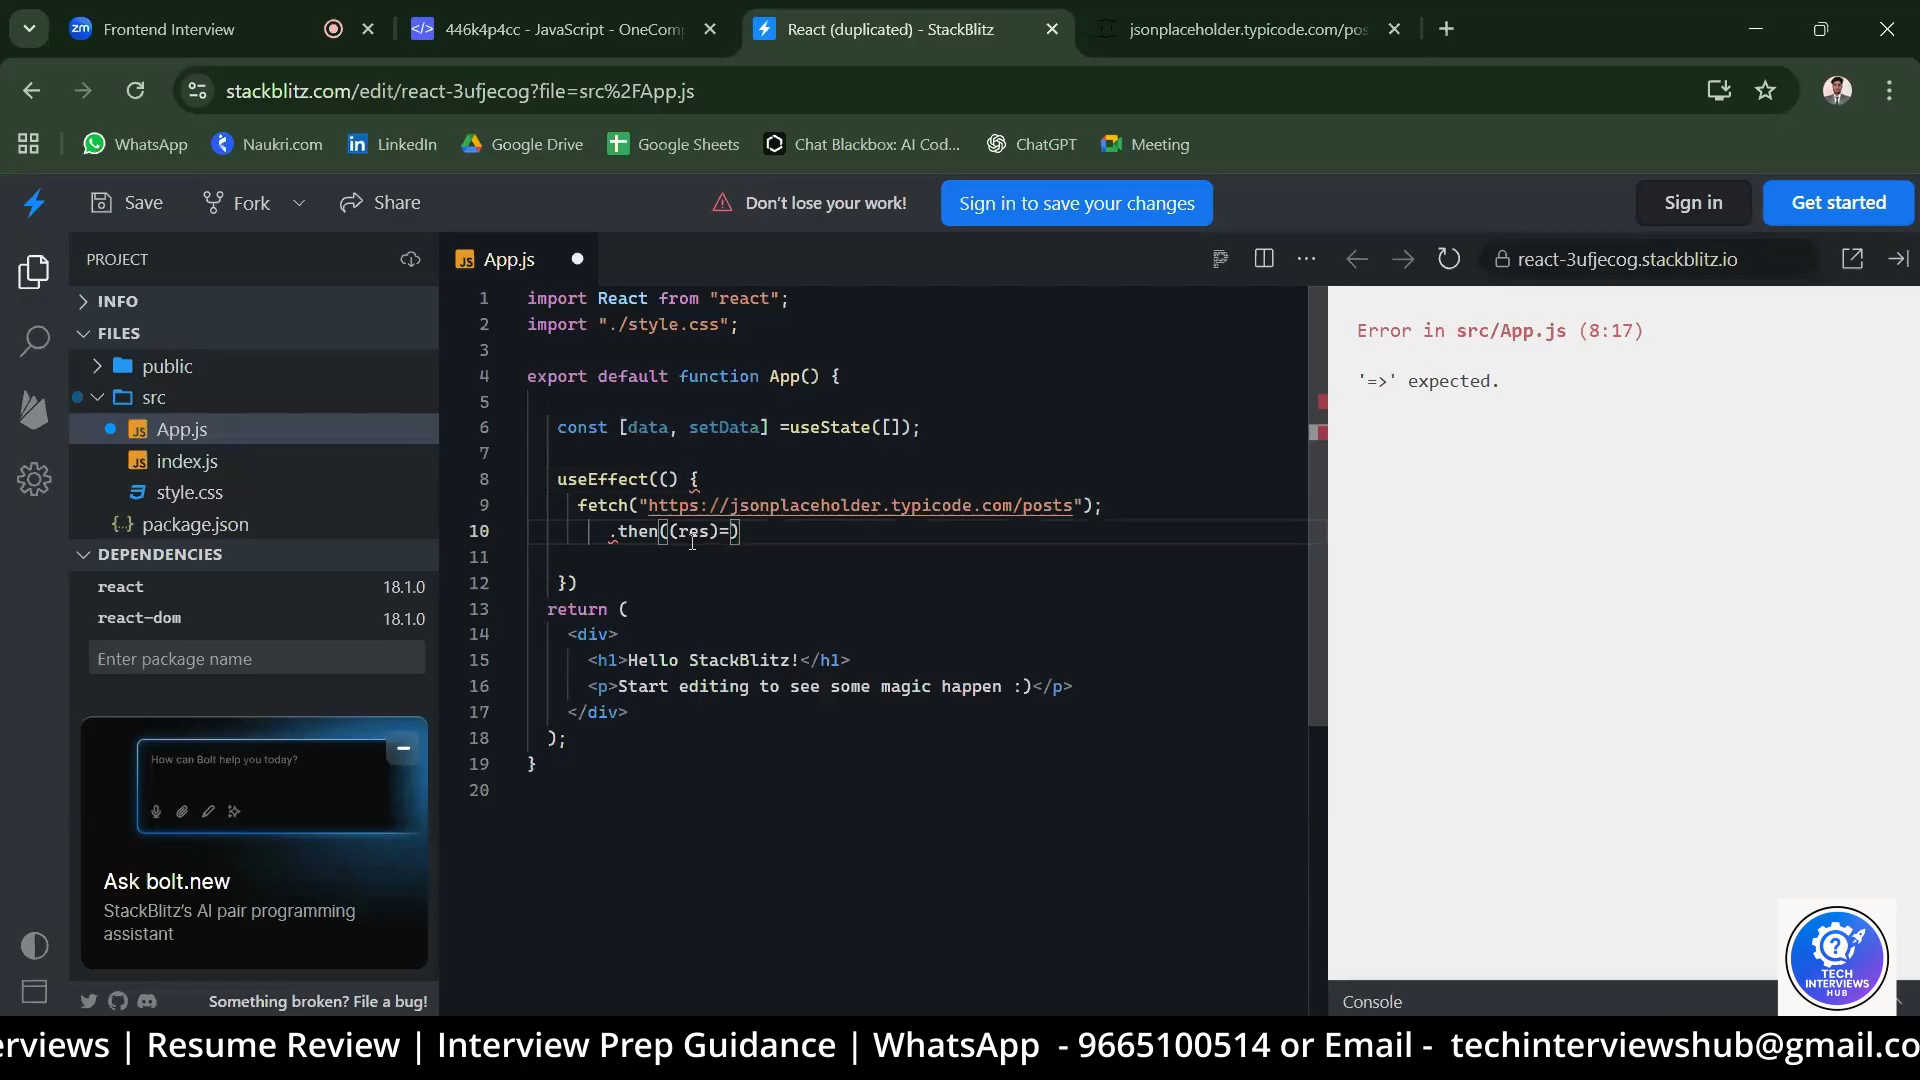 Frontend Interview
446k4p4cc - JavaScript - OneComp
React (duplicated) - StackBlitz
jsonplaceholder.typicode.com/pos
stackblitz.com/edit/react-3ufjecog?file=src%2FApp.js
WhatsApp
Naukri.com
LinkedIn
Google Drive
Google Sheets
Chat Blackbox: AI Cod...
ChatGPT
Meeting
Save
Fork
Share
Don't lose your work!
Sign in to save your changes
Sign in
Get started
PROJECT
INFO
FILES
public
src
App.js
index.js
style.css
package.json
DEPENDENCIES
react 18.1.0
react-dom 18.1.0
Enter package name
How can Bolt help you today?
Ask bolt.new
StackBlitz's AI pair programming
assistant
Something broken? File a bug!
App.js
1 import React from "react";
2 import "./style.css";
3
4 export default function App() {
5
6 const [data, setData] =useState([]);
7
8 useEffect(() {
9 fetch("https://jsonplaceholder.typicode.com/posts");
10 .then((res)=)
11
12 })
13 return (
14 <div>
15 <h1>Hello StackBlitz!</h1>
16 <p>Start editing to see some magic happen :)</p>
17 </div>
18 );
19 }
20
react-3ufjecog.stackblitz.io
Error in src/App.js (8:17)
'=>' expected.
Console
TECH
INTERVIEWS
HUB
erviews | Resume Review | Interview Prep Guidance | WhatsApp - 9665100514 or Email - techinterviewshub@gmail.co